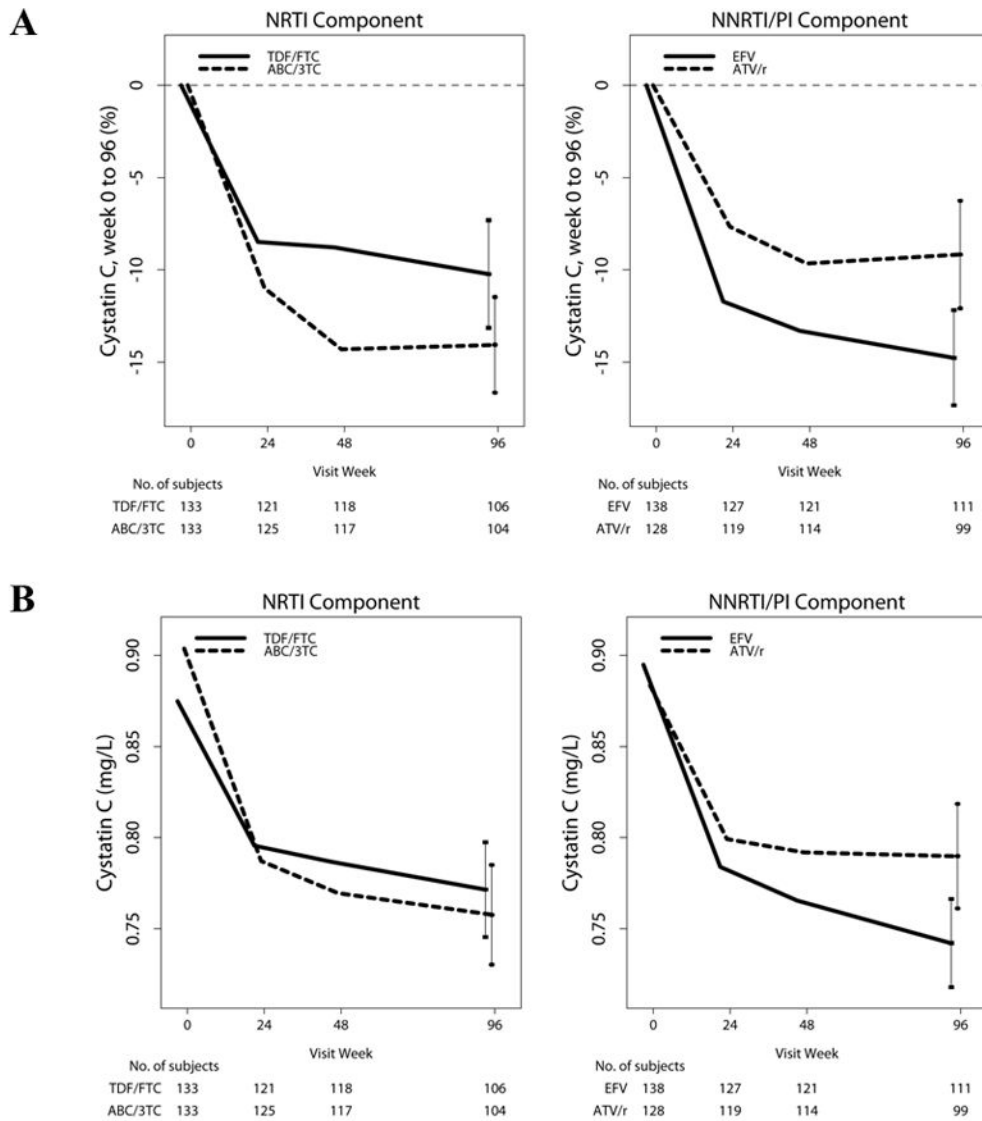 A
NRTI Component
TDF/FTC
ABC/3TC
Cystatin C, week 0 to 96 (%)
0
-5
-10
-15
0 24 48 96
Visit Week
No. of subjects
TDF/FTC 133 121 118 106
ABC/3TC 133 125 117 104
NNRTI/PI Component
EFV
ATV/r
Cystatin C, week 0 to 96 (%)
0
-5
-10
-15
0 24 48 96
Visit Week
No. of subjects
EFV 138 127 121 111
ATV/r 128 119 114 99
B
NRTI Component
TDF/FTC
ABC/3TC
Cystatin C (mg/L)
0.90
0.85
0.80
0.75
0 24 48 96
Visit Week
No. of subjects
TDF/FTC 133 121 118 106
ABC/3TC 133 125 117 104
NNRTI/PI Component
EFV
ATV/r
Cystatin C (mg/L)
0.90
0.85
0.80
0.75
0 24 48 96
Visit Week
No. of subjects
EFV 138 127 121 111
ATV/r 128 119 114 99